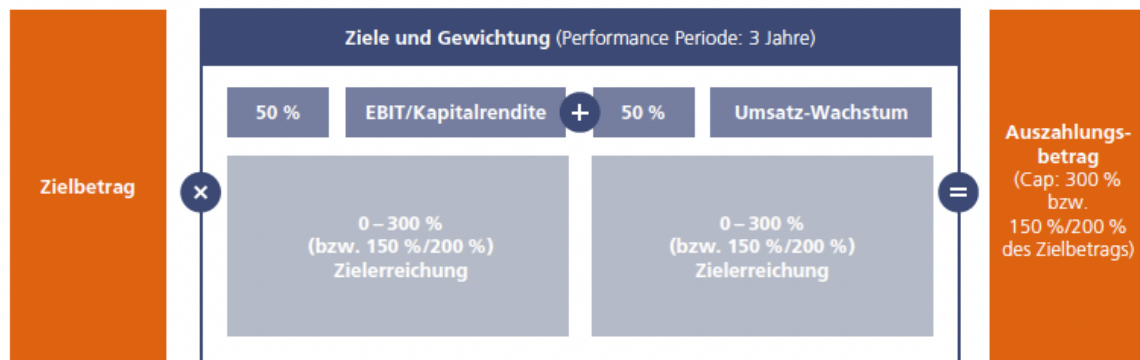 Ziele und Gewichtung (Performance Periode: 3 Jahre)
50 %
EBIT/Kapitalrendite
+
50 %
Umsatz-Wachstum
Zielbetrag
×
0 – 300 %
(bzw. 150 %/200 %)
Zielerreichung
0 – 300 %
(bzw. 150 %/200 %)
Zielerreichung
=
Auszahlungs-
betrag
(Cap: 300 %
bzw.
150 %/200 %
des Zielbetrags)